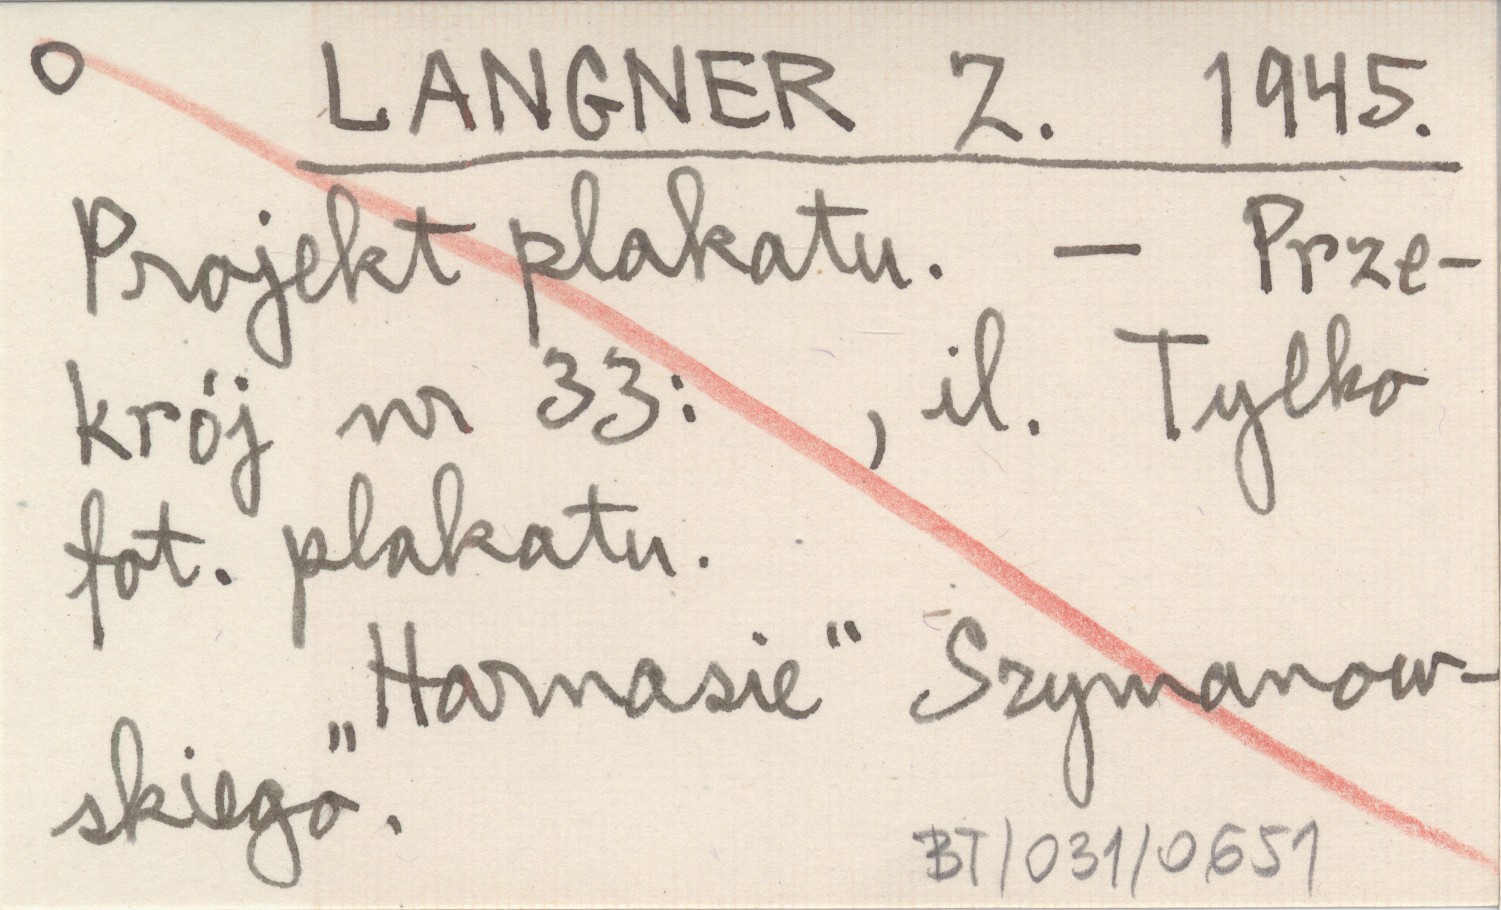 LANGNER Z. 1945.
Projekt plakatu. — Prze-
krój nr 33: , il. Tylko
fot. plakatu.
„Harnasie" Szymanow-
skiego.
BT/031/0651